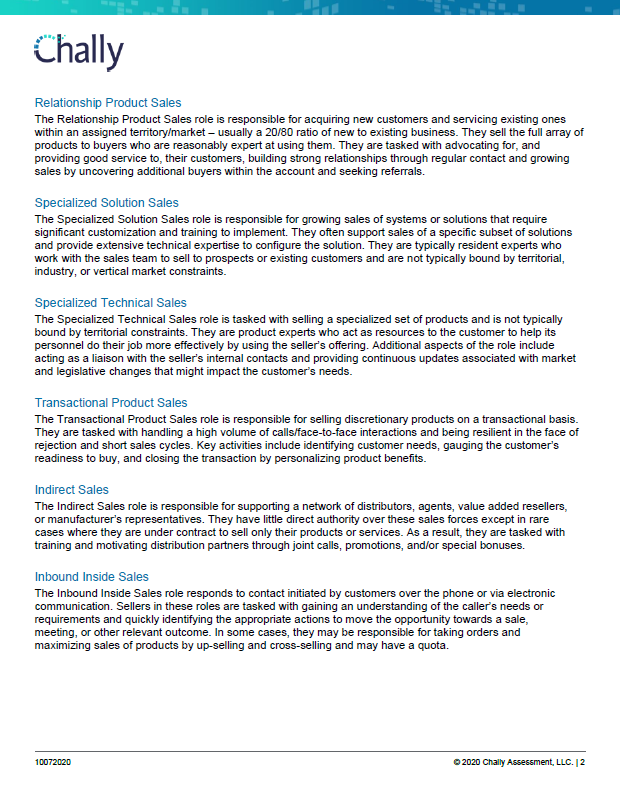 Chally
Relationship Product Sales
The Relationship Product Sales role is responsible for acquiring new customers and servicing existing ones
within an assigned territory/market – usually a 20/80 ratio of new to existing business. They sell the full array of
products to buyers who are reasonably expert at using them. They are tasked with advocating for, and
providing good service to, their customers, building strong relationships through regular contact and growing
sales by uncovering additional buyers within the account and seeking referrals.
Specialized Solution Sales
The Specialized Solution Sales role is responsible for growing sales of systems or solutions that require
significant customization and training to implement. They often support sales of a specific subset of solutions
and provide extensive technical expertise to configure the solution. They are typically resident experts who
work with the sales team to sell to prospects or existing customers and are not typically bound by territorial,
industry, or vertical market constraints.
Specialized Technical Sales
The Specialized Technical Sales role is tasked with selling a specialized set of products and is not typically
bound by territorial constraints. They are product experts who act as resources to the customer to help its
personnel do their job more effectively by using the seller's offering. Additional aspects of the role include
acting as a liaison with the seller's internal contacts and providing continuous updates associated with market
and legislative changes that might impact the customer's needs.
Transactional Product Sales
The Transactional Product Sales role is responsible for selling discretionary products on a transactional basis.
They are tasked with handling a high volume of calls/face-to-face interactions and being resilient in the face of
rejection and short sales cycles. Key activities include identifying customer needs, gauging the customer's
readiness to buy, and closing the transaction by personalizing product benefits.
Indirect Sales
The Indirect Sales role is responsible for supporting a network of distributors, agents, value added resellers,
or manufacturer's representatives. They have little direct authority over these sales forces except in rare
cases where they are under contract to sell only their products or services. As a result, they are tasked with
training and motivating distribution partners through joint calls, promotions, and/or special bonuses.
Inbound Inside Sales
The Inbound Inside Sales role responds to contact initiated by customers over the phone or via electronic
communication. Sellers in these roles are tasked with gaining an understanding of the caller's needs or
requirements and quickly identifying the appropriate actions to move the opportunity towards a sale,
meeting, or other relevant outcome. In some cases, they may be responsible for taking orders and
maximizing sales of products by up-selling and cross-selling and may have a quota.
10072020
© 2020 Chally Assessment, LLC. | 2